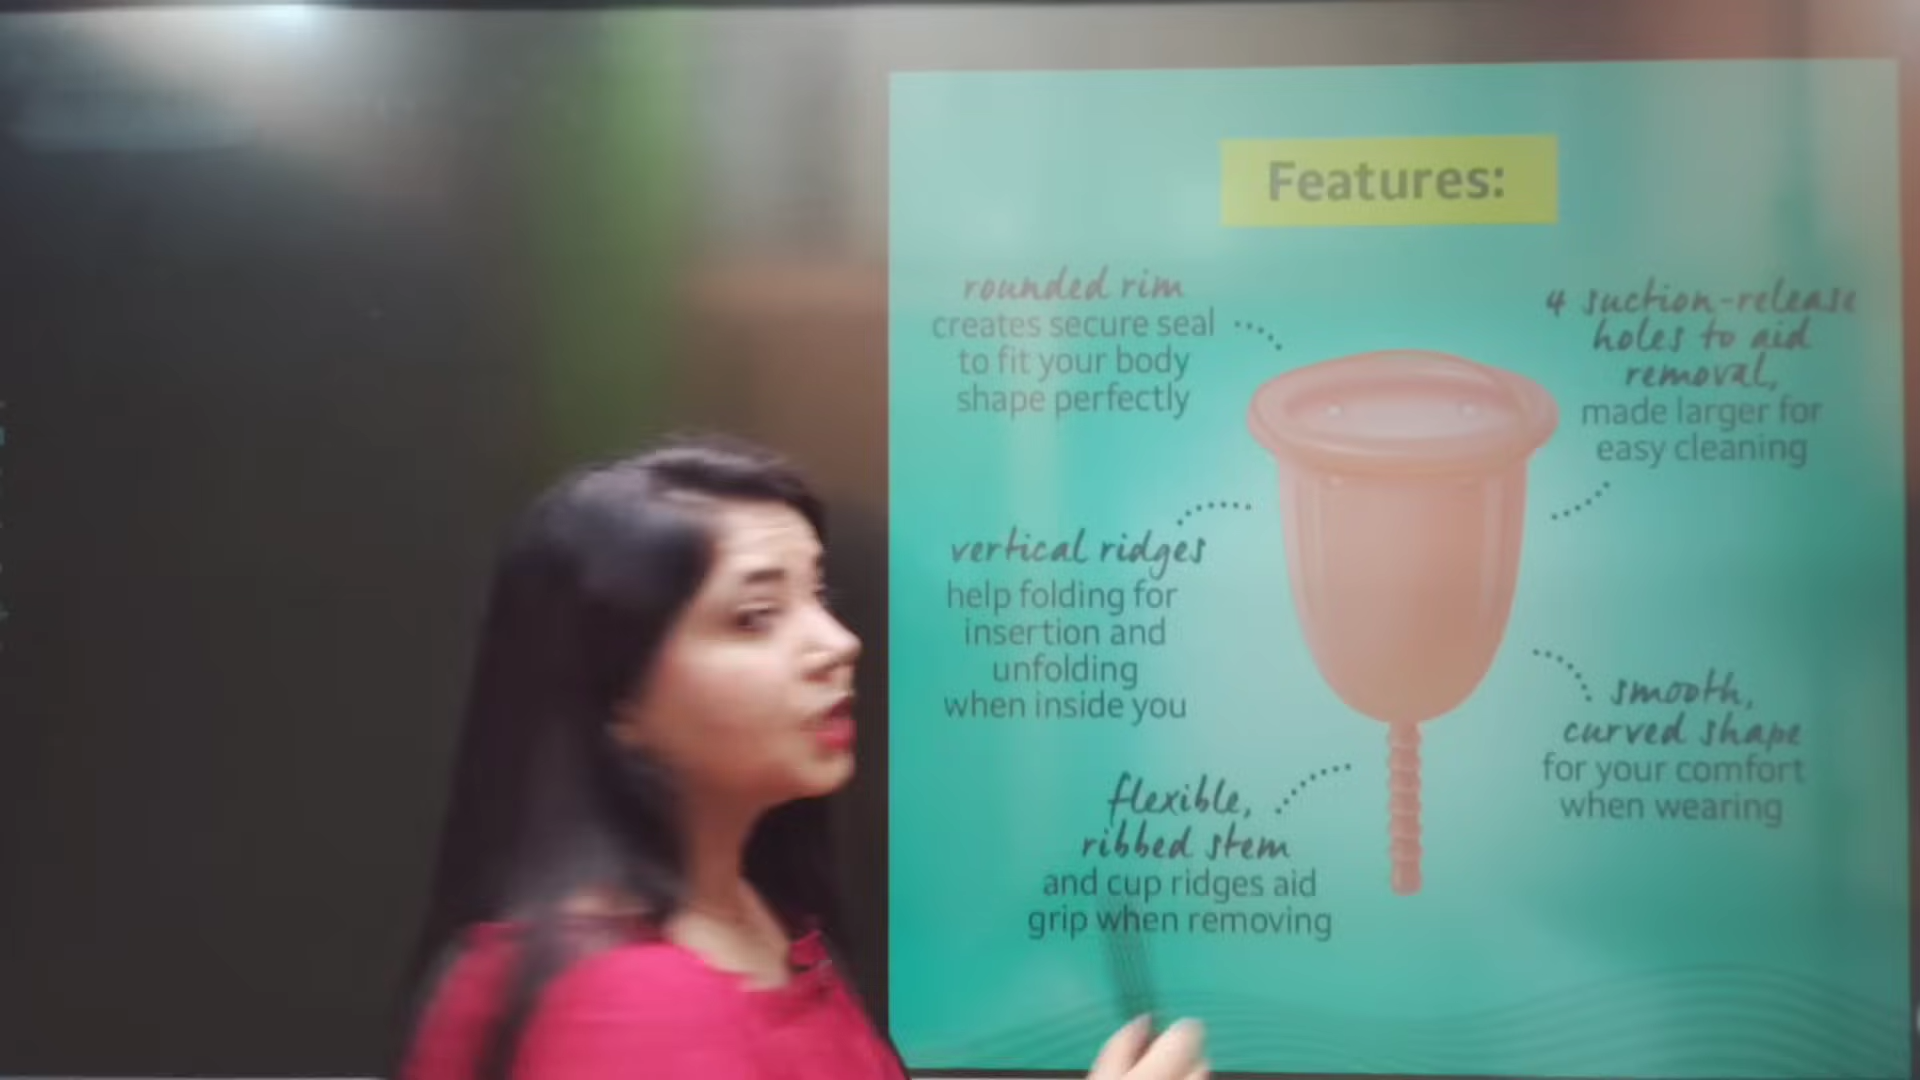 Features:
rounded rim
creates secure seal
to fit your body
shape perfectly
4 suction-release
holes to aid
removal,
made larger for
easy cleaning
vertical ridges
help folding for
insertion and
unfolding
when inside you
smooth,
curved shape
for your comfort
when wearing
flexible,
ribbed stem
and cup ridges aid
grip when removing